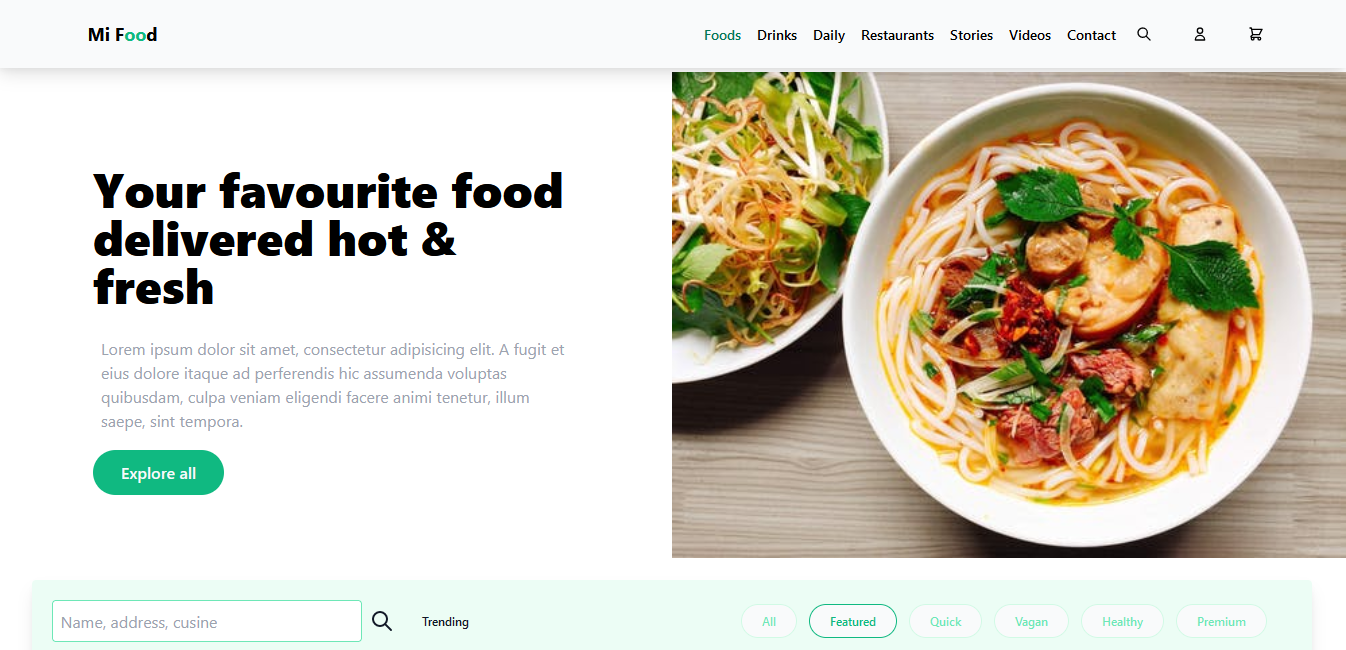 Mi Food
Foods Drinks Daily Restaurants Stories Videos Contact
Your favourite food
delivered hot &
fresh
Lorem ipsum dolor sit amet, consectetur adipisicing elit. A fugit et
eius dolore itaque ad perferendis hic assumenda voluptas
quibusdam, culpa veniam eligendi facere animi tenetur, illum
saepe, sint tempora.
Explore all
Name, address, cusine
Trending
All Featured Quick Vagan Healthy Premium